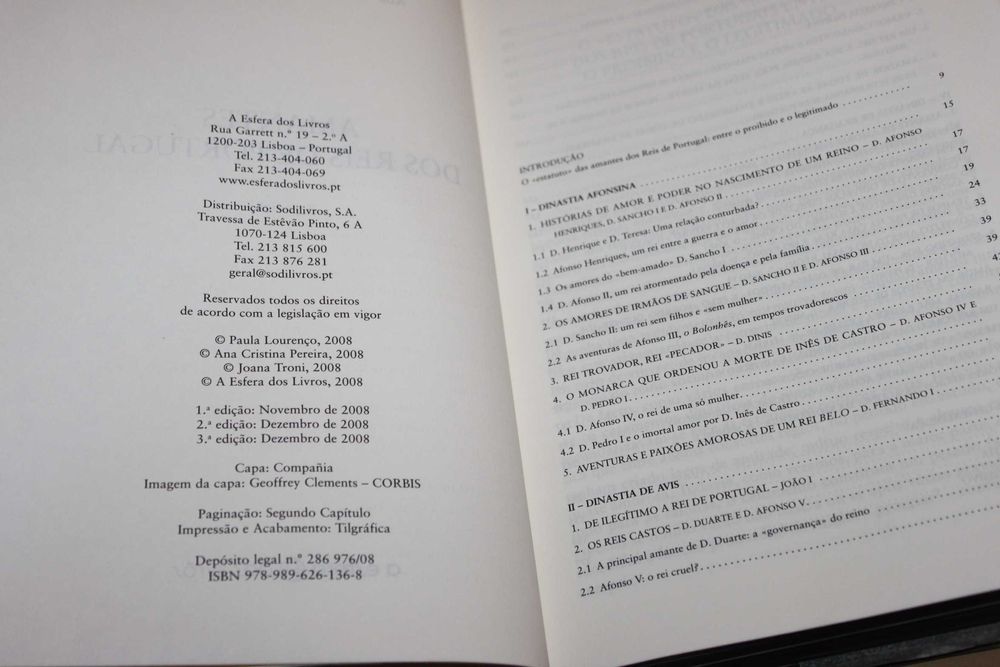 A Esfera dos Livros
Rua Garrett n.º 19 – 2.º A
1200-203 Lisboa – Portugal
Tel. 213-404-060
Fax 213-404-069
www.esferadoslivros.pt
Distribuição: Sodilivros, S.A.
Travessa de Estêvão Pinto, 6 A
1070-124 Lisboa
Tel. 213 815 600
Fax 213 876 281
geral@sodilivros.pt
Reservados todos os direitos
de acordo com a legislação em vigor
© Paula Lourenço, 2008
© Ana Cristina Pereira, 2008
© Joana Troni, 2008
© A Esfera dos Livros, 2008
1.ª edição: Novembro de 2008
2.ª edição: Dezembro de 2008
3.ª edição: Dezembro de 2008
Capa: Compañia
Imagem da capa: Geoffrey Clements – CORBIS
Paginação: Segundo Capítulo
Impressão e Acabamento: Tilgráfica
Depósito legal n.º 286 976/08
ISBN 978-989-626-136-8
INTRODUÇÃO
O «estatuto» das amantes dos Reis de Portugal: entre o proibido e o legitimado 9
I – DINASTIA AFONSINA 15
1. HISTÓRIAS DE AMOR E PODER NO NASCIMENTO DE UM REINO – D. AFONSO
HENRIQUES, D. SANCHO I E D. AFONSO II 17
1.1 D. Henrique e D. Teresa: Uma relação conturbada? 17
1.2 Afonso Henriques, um rei entre a guerra e o amor 19
1.3 Os amores do «bem-amado» D. Sancho I 24
1.4 D. Afonso II, um rei atormentado pela doença e pela família 33
2. OS AMORES DE IRMÃOS DE SANGUE – D. SANCHO II E D. AFONSO III 39
2.1 D. Sancho II: um rei sem filhos e «sem mulher» 39
2.2 As aventuras de Afonso III, o Bolonhês, em tempos trovadorescos
3. REI TROVADOR, REI «PECADOR» – D. DINIS
4. O MONARCA QUE ORDENOU A MORTE DE INÊS DE CASTRO – D. AFONSO IV E
D. PEDRO I
4.1 D. Afonso IV, o rei de uma só mulher
4.2 D. Pedro I e o imortal amor por D. Inês de Castro
5. AVENTURAS E PAIXÕES AMOROSAS DE UM REI BELO – D. FERNANDO I
II – DINASTIA DE AVIS
1. DE ILEGÍTIMO A REI DE PORTUGAL – JOÃO I
2. OS REIS CASTOS – D. DUARTE E D. AFONSO V
2.1 A principal amante de D. Duarte: a «governança» do reino
2.2 Afonso V: o rei cruel?